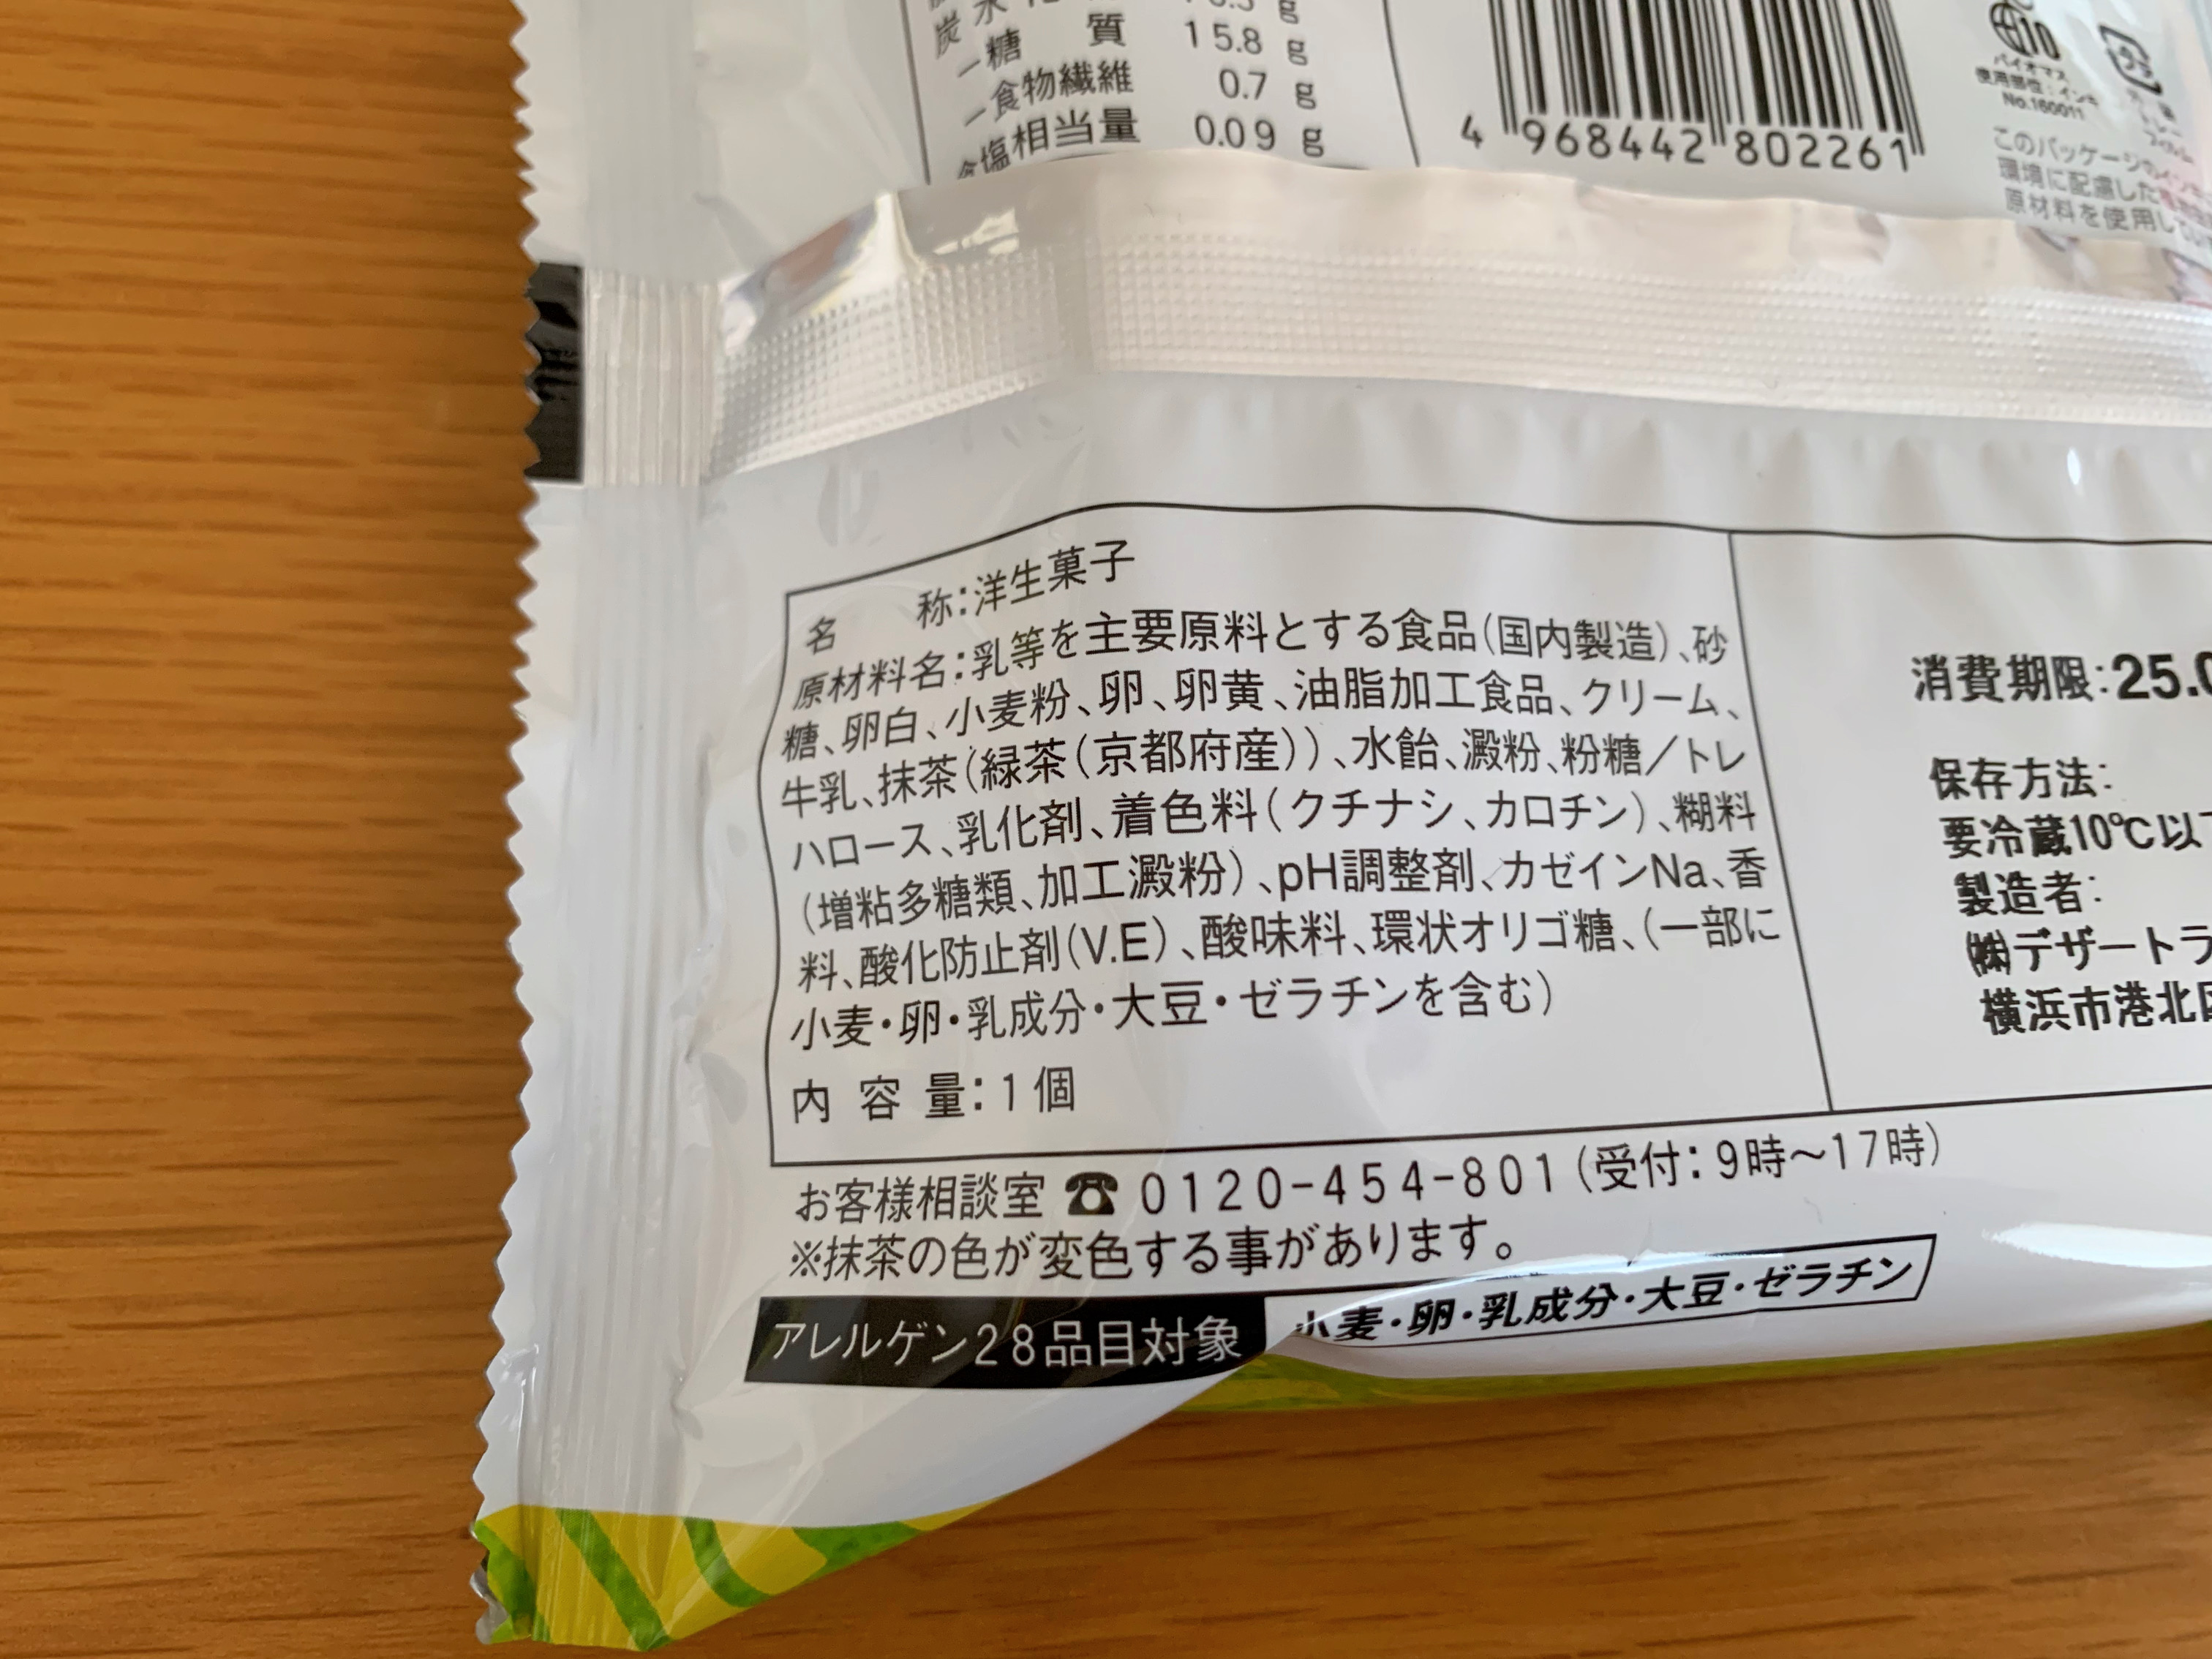 炭水化
－糖 質 15.8 g
－食物繊維 0.7 g
食塩相当量 0.09 g
4 968442 802261
バイオマス
使用部位：インキ
No.160011
このパッケージの
環境に配慮した
原材料を使用し
名 称：洋生菓子
原材料名：乳等を主要原料とする食品（国内製造）、砂
糖、卵白、小麦粉、卵、卵黄、油脂加工食品、クリーム、
牛乳、抹茶（緑茶（京都府産））、水飴、澱粉、粉糖／トレ
ハロース、乳化剤、着色料（クチナシ、カロチン）、糊料
（増粘多糖類、加工澱粉）、pH調整剤、カゼインNa、香
料、酸化防止剤（V.E）、酸味料、環状オリゴ糖、（一部に
小麦・卵・乳成分・大豆・ゼラチンを含む）
内 容 量：1個
消費期限：25.0
保存方法：
要冷蔵10℃以下
製造者：
㈱デザートラ
横浜市港北区
お客様相談室 ☎ 0120-454-801（受付：9時～17時）
※抹茶の色が変色する事があります。
アレルゲン28品目対象 小麦・卵・乳成分・大豆・ゼラチン